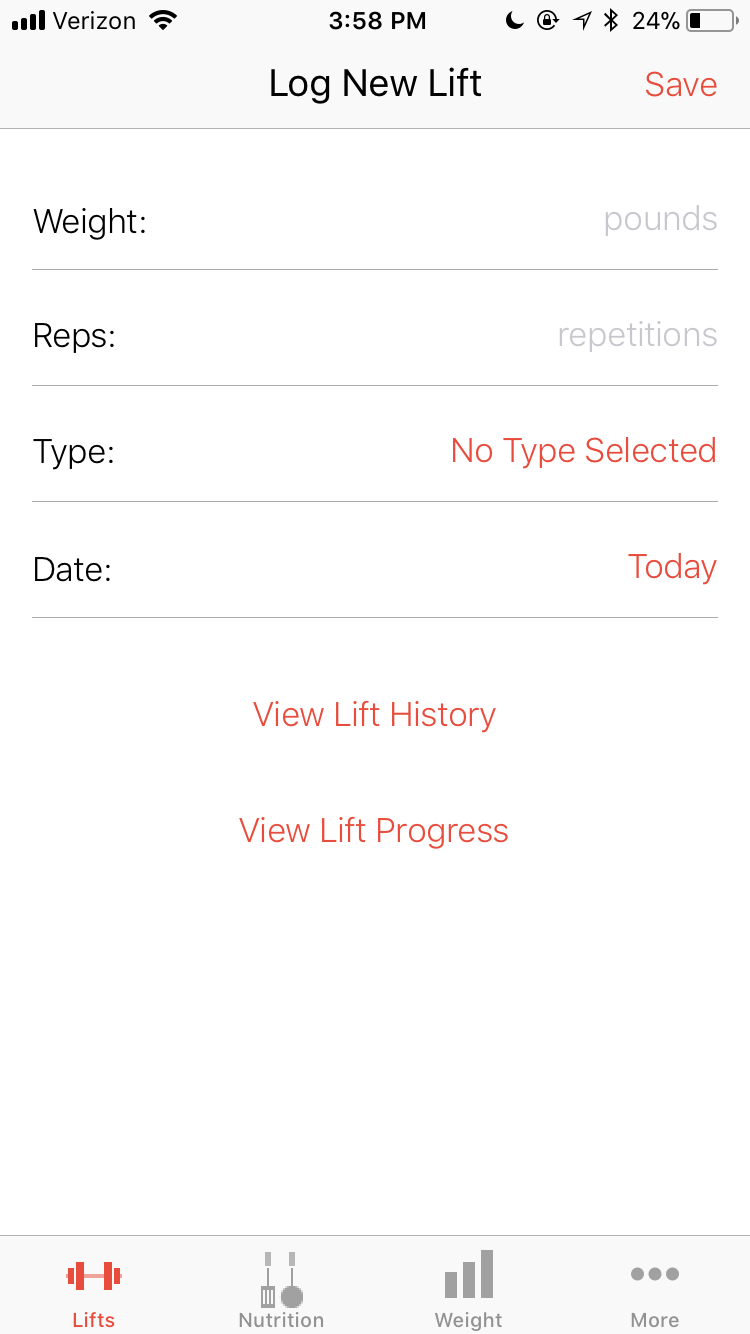 Verizon 3:58 PM 24%
Log New Lift Save
Weight: pounds
Reps: repetitions
Type: No Type Selected
Date: Today
View Lift History
View Lift Progress
Lifts Nutrition Weight More